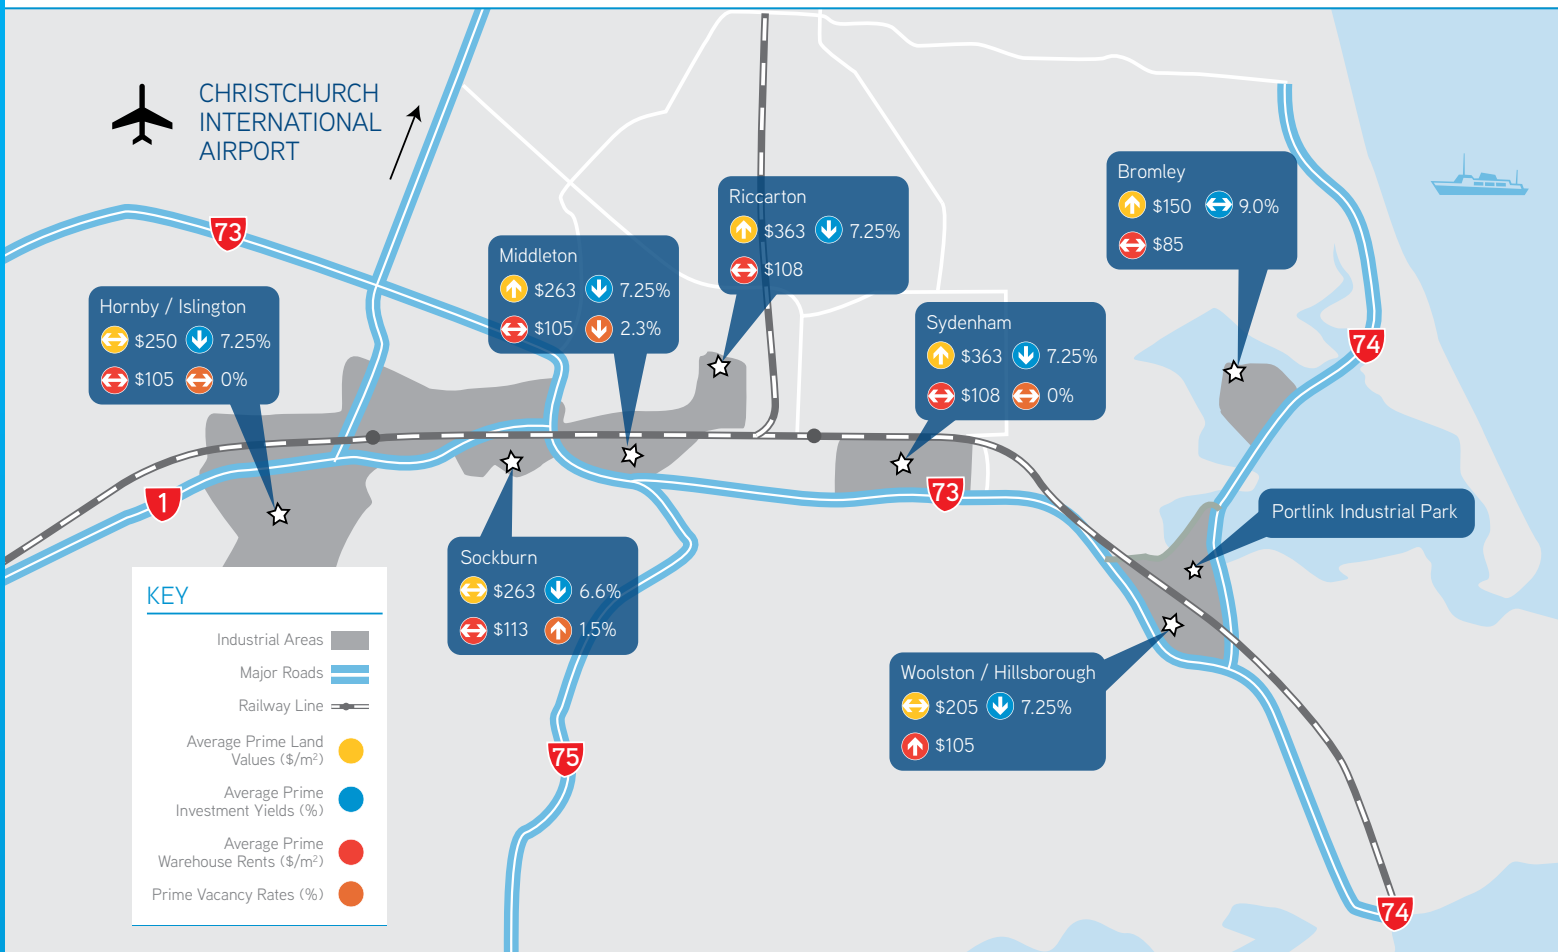 CHRISTCHURCH
INTERNATIONAL
AIRPORT
73
Hornby / Islington
$250 7.25%
$105 0%
Middleton
$263 7.25%
$105 2.3%
Riccarton
$363 7.25%
$108
Sydenham
$363 7.25%
$108 0%
Bromley
$150 9.0%
$85
74
1
73
Portlink Industrial Park
Sockburn
$263 6.6%
$113 1.5%
Woolston / Hillsborough
$205 7.25%
$105
75
74
KEY
Industrial Areas
Major Roads
Railway Line
Average Prime Land
Values ($/m²)
Average Prime
Investment Yields (%)
Average Prime
Warehouse Rents ($/m²)
Prime Vacancy Rates (%)